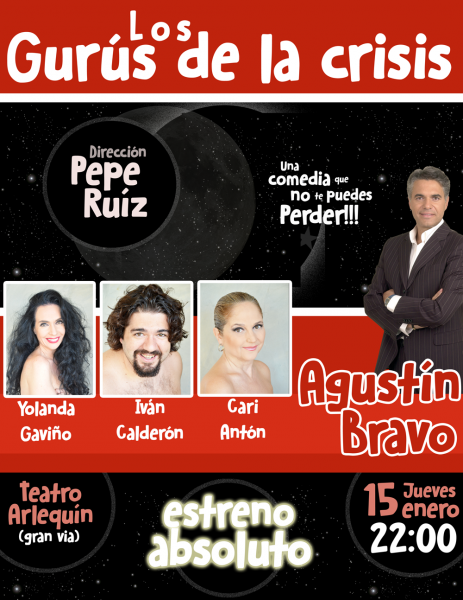 Los
Gurús de la crisis
Dirección
Pepe
Ruíz
Una
comedia que
no te puedes
Perder!!!
Yolanda
Gaviño
Iván
Calderón
Cari
Antón
Agustín
Bravo
Teatro
Arlequín
(gran via)
estreno
absoluto
15 Jueves
enero
22:00